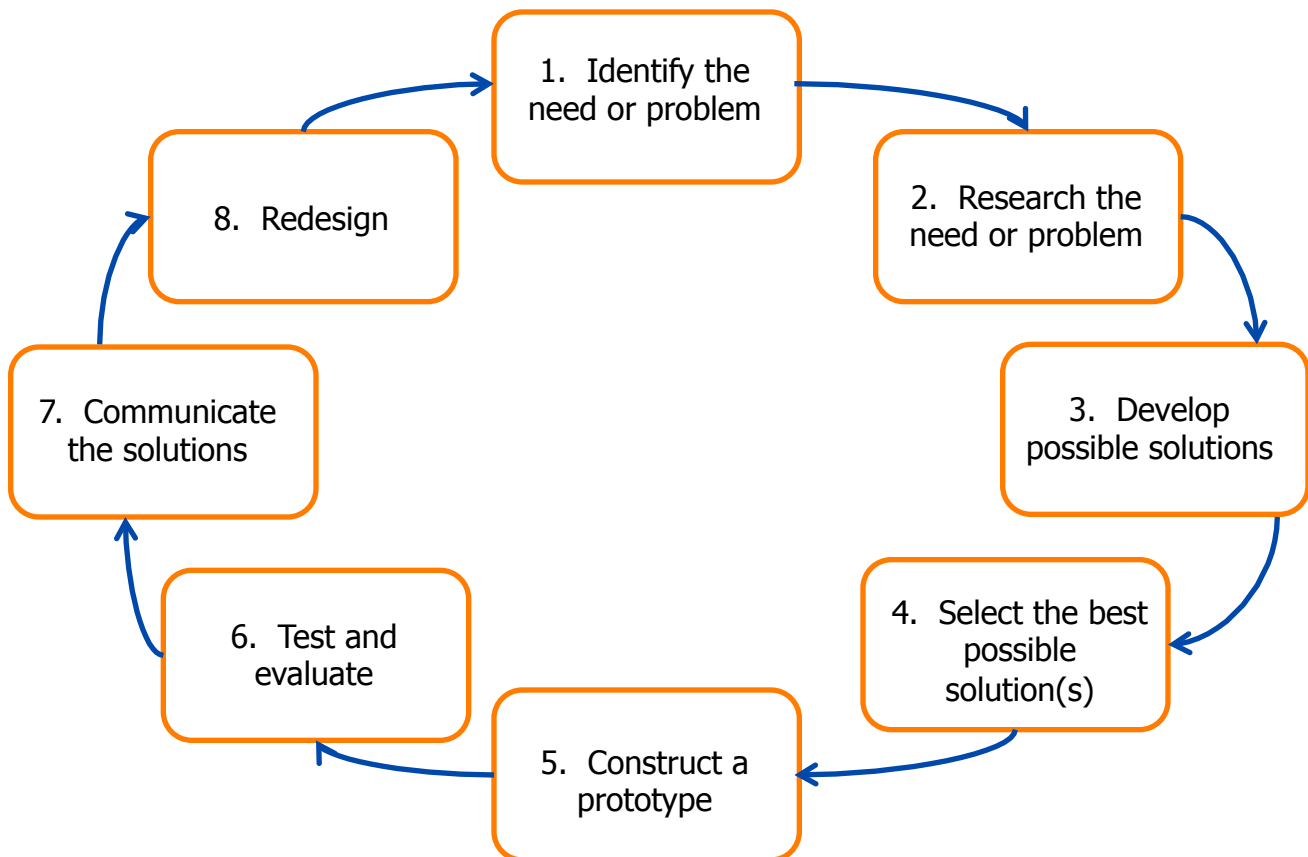 1. Identify the
need or problem
2. Research the
need or problem
3. Develop
possible solutions
4. Select the best
possible
solution(s)
5. Construct a
prototype
6. Test and
evaluate
7. Communicate
the solutions
8. Redesign